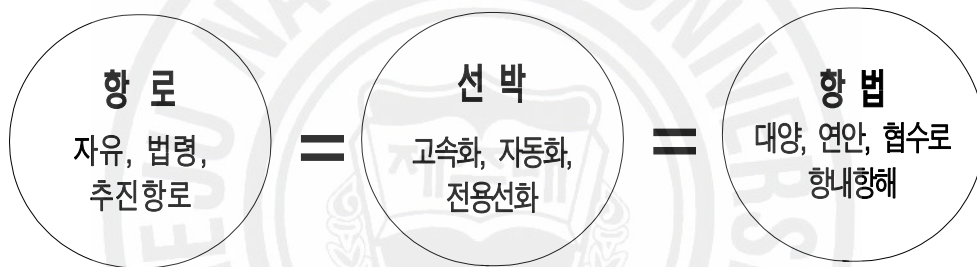 항 로
자유, 법령,
추진항로
=
선 박
고속화, 자동화,
전용선화
=
항 법
대양, 연안, 협수로
항내항해